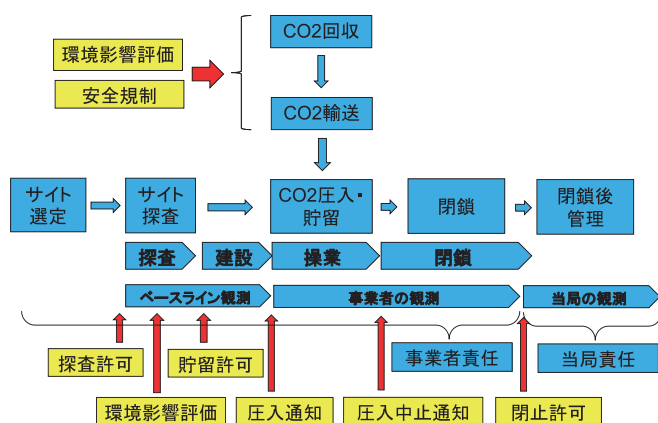 環境影響評価
安全規制
CO2回収
CO2輸送
サイト
選定
サイト
探査
CO2圧入・
貯留
閉鎖
閉鎖後
管理
探査
建設
操業
閉鎖
ベースライン観測
事業者の観測
当局の観測
探査許可
貯留許可
事業者責任
当局責任
環境影響評価
圧入通知
圧入中止通知
閉止許可